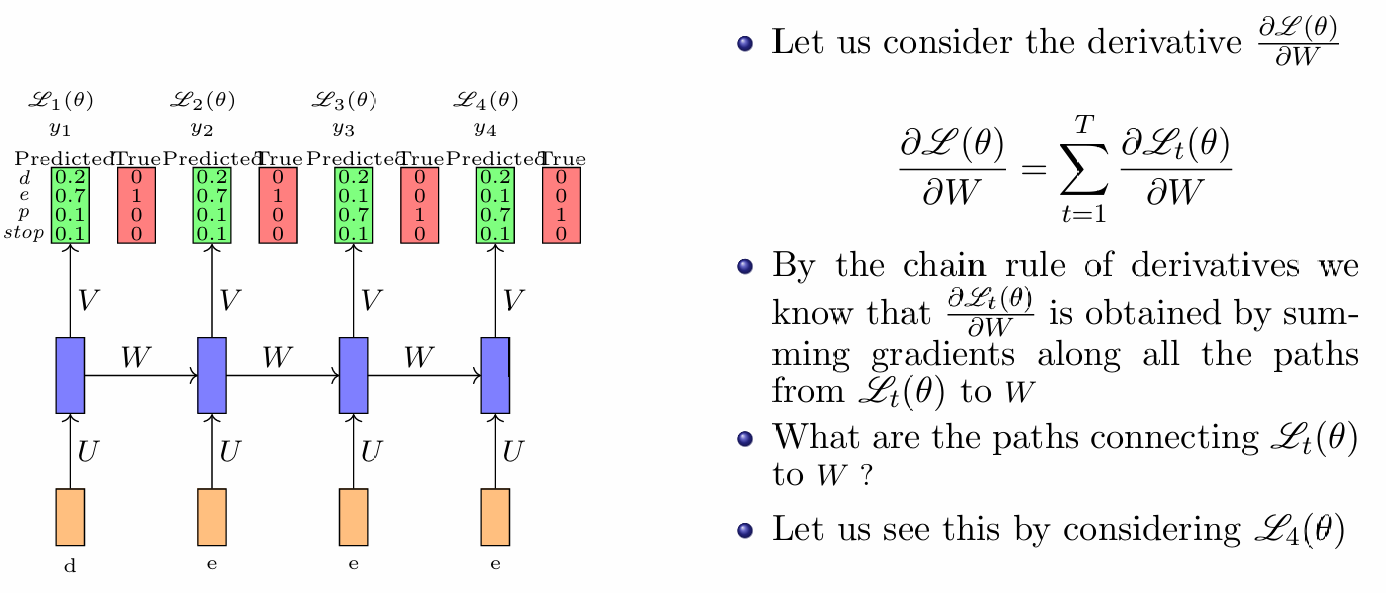 ℒ₁(θ) ℒ₂(θ) ℒ₃(θ) ℒ₄(θ)
y₁ y₂ y₃ y₄
Predicted True Predicted True Predicted True Predicted True
d 0.2 0 0.2 0 0.2 0 0.2 0
e 0.7 1 0.7 1 0.1 0 0.1 0
p 0.1 0 0.1 0 0.7 1 0.7 1
stop 0.1 0 0.1 0 0.1 0 0.1 0
V V V V
W W W
U U U U
d e e e
Let us consider the derivative ∂ℒ(θ)/∂W
∂ℒ(θ)/∂W = ∑_{t=1}^{T} ∂ℒₜ(θ)/∂W
By the chain rule of derivatives we
know that ∂ℒₜ(θ)/∂W is obtained by sum-
ming gradients along all the paths
from ℒₜ(θ) to W
What are the paths connecting ℒₜ(θ)
to W ?
Let us see this by considering ℒ₄(θ)